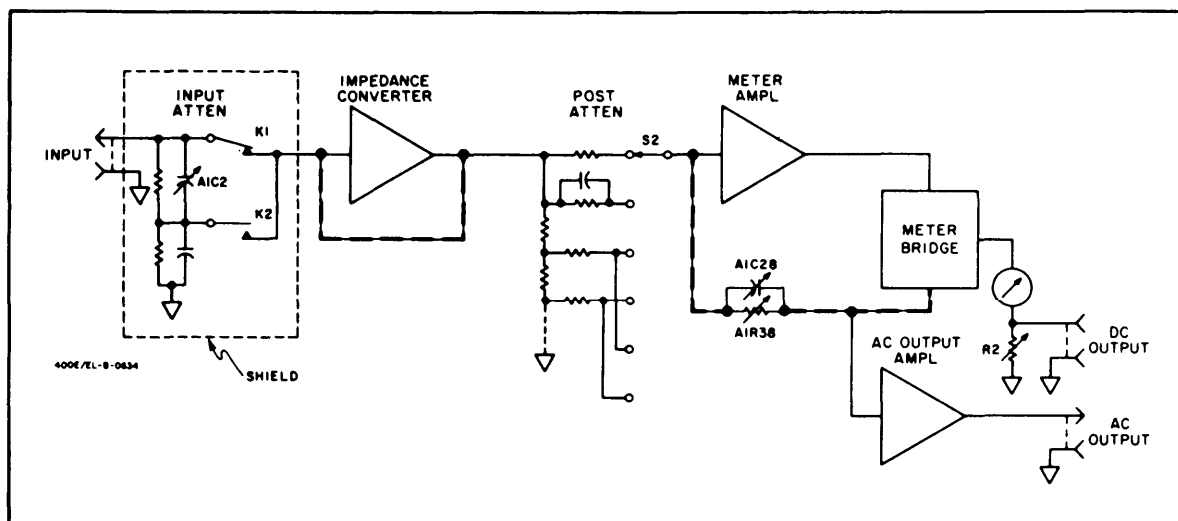 INPUT
ATTEN
K1
INPUT
A1C2
K2
400E/EL-B-0634
SHIELD
IMPEDANCE
CONVERTER
POST
ATTEN
S2
METER
AMPL
METER
BRIDGE
A1C28
A1R38
R2
DC
OUTPUT
AC OUTPUT
AMPL
AC
OUTPUT